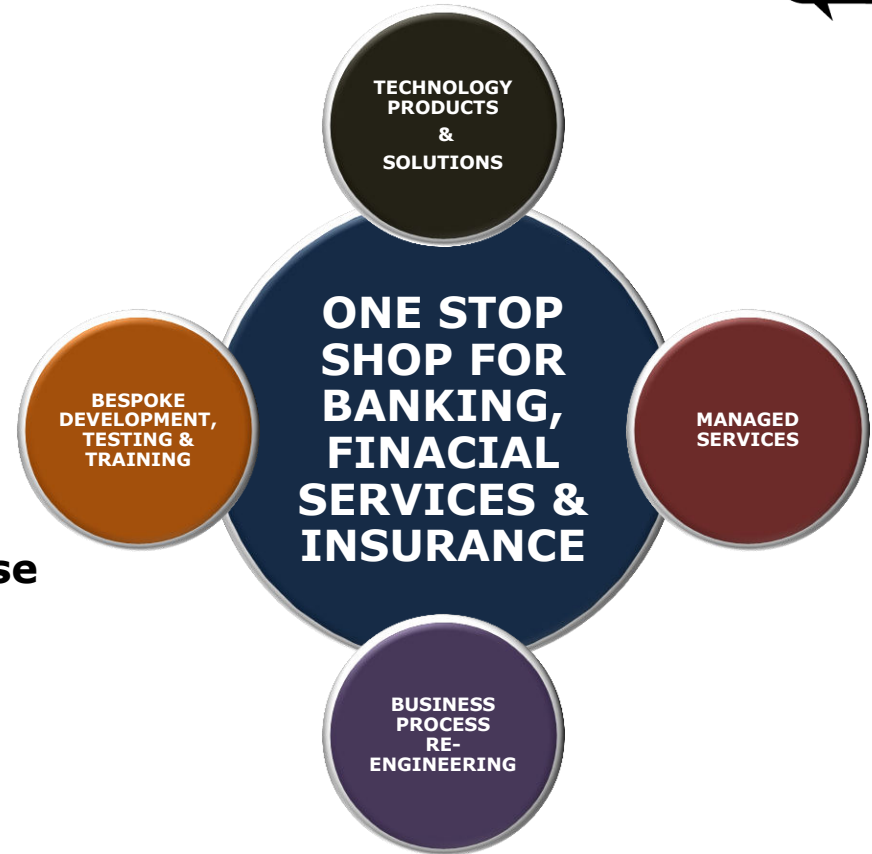 TECHNOLOGY
PRODUCTS
&
SOLUTIONS
ONE STOP
SHOP FOR
BANKING,
FINACIAL
SERVICES &
INSURANCE
BESPOKE
DEVELOPMENT,
TESTING &
TRAINING
MANAGED
SERVICES
se
BUSINESS
PROCESS
RE-
ENGINEERING